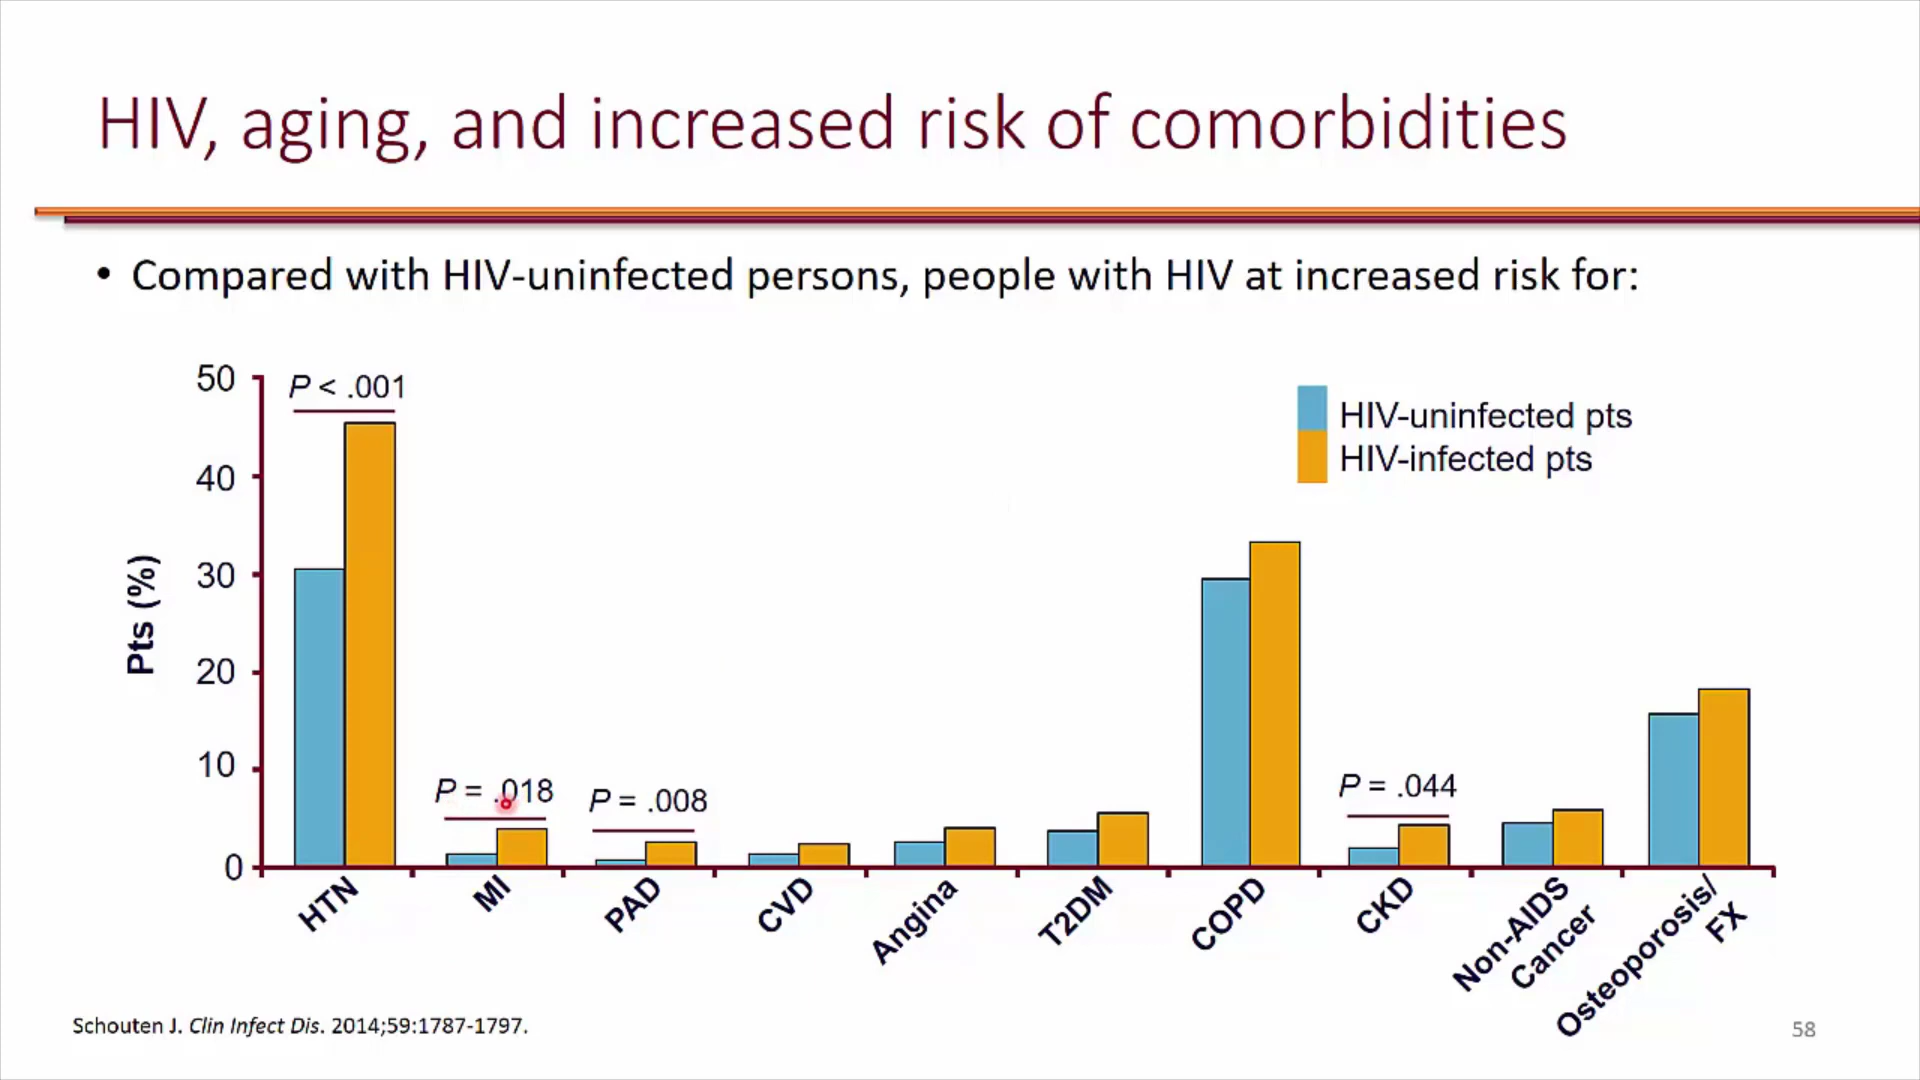 HIV, aging, and increased risk of comorbidities
• Compared with HIV-uninfected persons, people with HIV at increased risk for:
Pts (%)
50
40
30
20
10
0
P < .001
P = .018
P = .008
P = .044
HIV-uninfected pts
HIV-infected pts
HTN
MI
PAD
CVD
Angina
T2DM
COPD
CKD
Non-AIDS
Cancer
Osteoporosis/
FX
Schouten J. Clin Infect Dis. 2014;59:1787-1797.
58